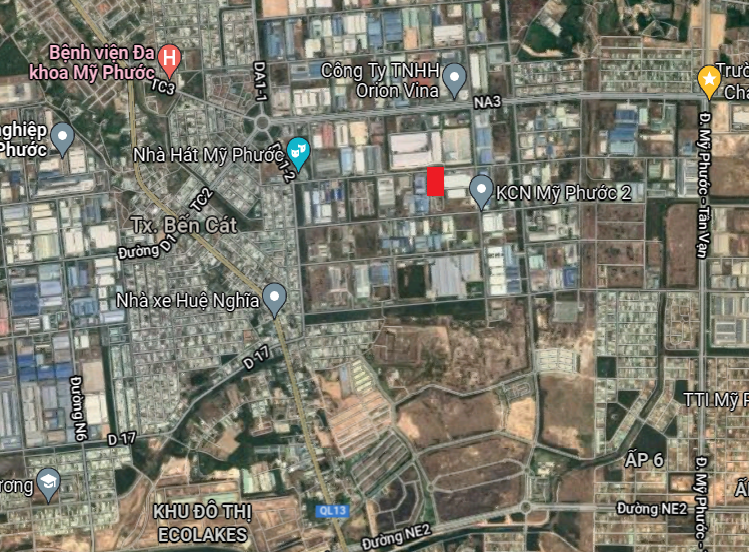 Bệnh viện Đa
khoa Mỹ Phước
TC3
DA1-1
Công Ty TNHH
Orion Vina
NA3
Trườ
Chá
nghiệp
Phước
Nhà Hát Mỹ Phước
KCN Mỹ Phước 2
Đ. Mỹ Phước - Tân Vạn
TC2
Tx. Bến Cát
Đường D1
Nhà xe Huệ Nghĩa
D 17
Đường N6
D 17
TTI.Mỹ P
ẤP 6
ương
KHU ĐÔ THỊ
ECOLAKES
QL13
Đường NE2
Đường NE2
Đ. Mỹ Phước -